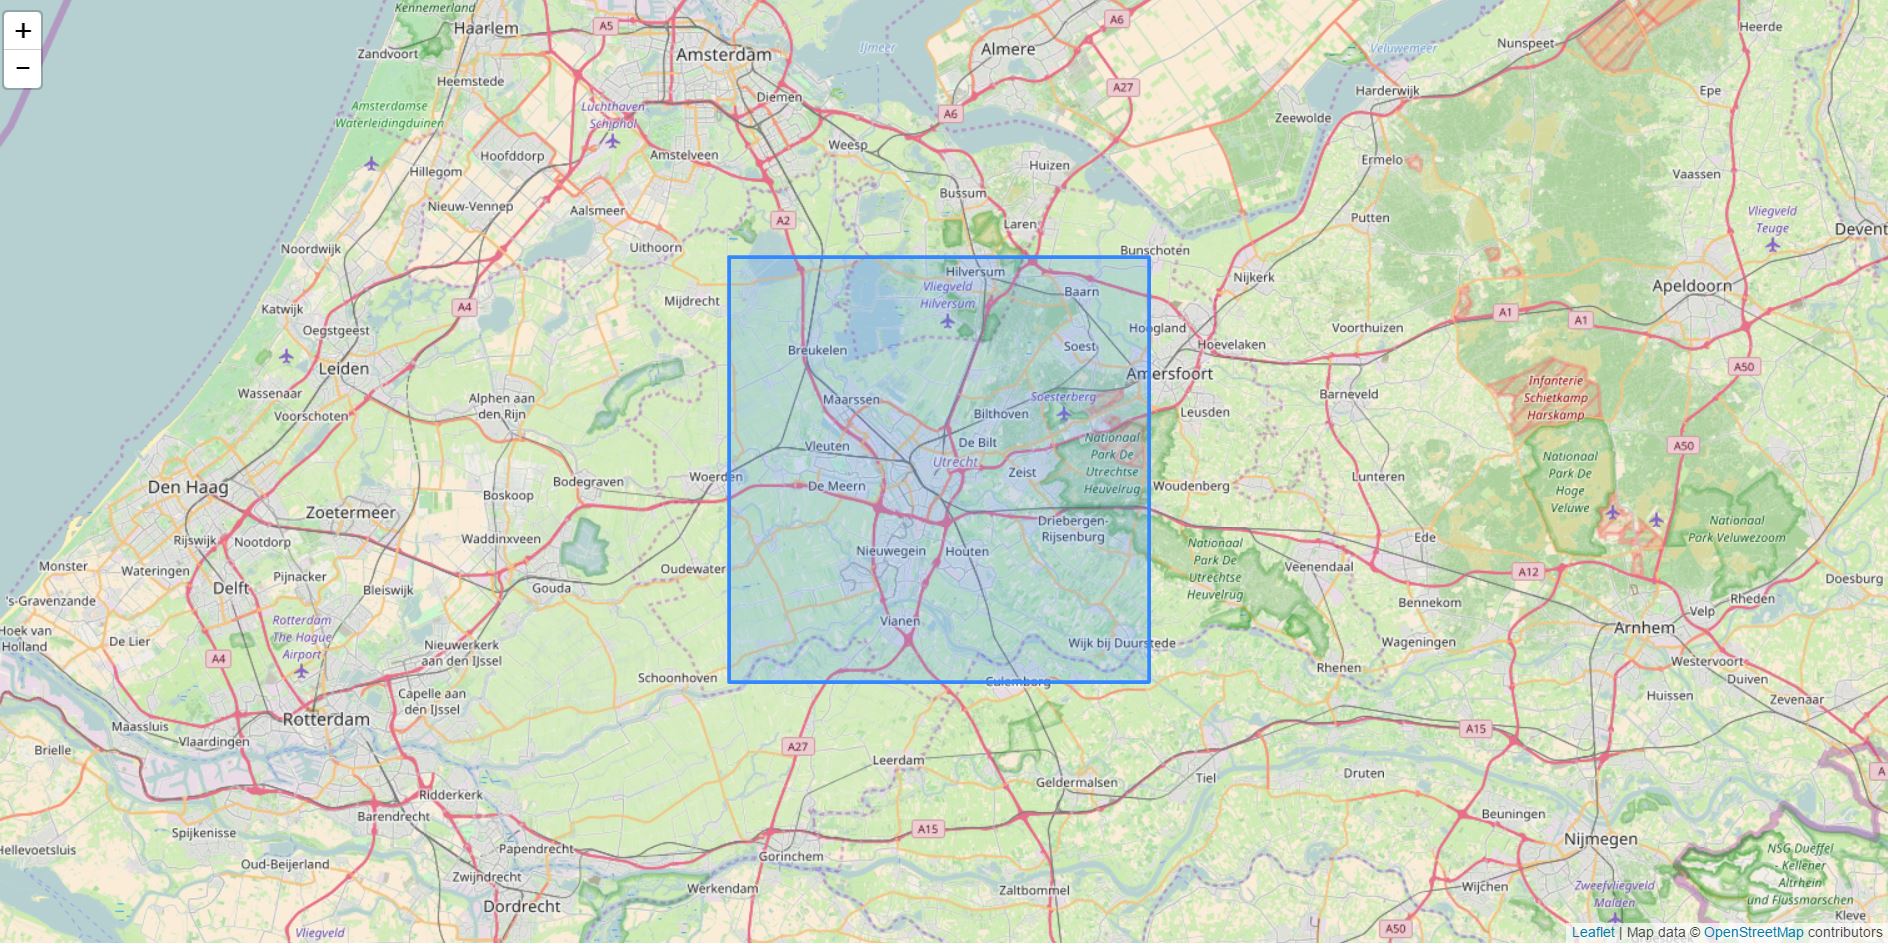 Kennemerland
Haarlem
A5
A6
Heerde
Zandvoort
Amsterdam
IJmeer
Almere
Veluwemeer
Nunspeet
+
−
Heemstede
Diemen
A27
Harderwijk
Epe
Amsterdamse
Waterleidingduinen
Luchthaven
Schiphol
A6
Zeewolde
Hoofddorp
Amstelveen
Weesp
Huizen
Ermelo
Hillegom
Bussum
Vaassen
Nieuw-Vennep
Aalsmeer
A2
Laren
Putten
Vliegveld
Teuge
Noordwijk
Uithoorn
Bunschoten
Devent
Hilversum
Nijkerk
Apeldoorn
Katwijk
A4
Mijdrecht
Vliegveld
Hilversum
Baarn
A1
A1
Oegstgeest
Hoogland
Voorthuizen
Breukelen
Soest
Hoevelaken
Leiden
Amersfoort
A50
Wassenaar
Alphen aan
den Rijn
Maarssen
Soesterberg
Barneveld
Infanterie
Schietkamp
Harskamp
Voorschoten
Bilthoven
Leusden
Vleuten
De Bilt
Nationaal
Park De
Utrechtse
Heuvelrug
A50
Utrecht
Zeist
Nationaal
Park De
Hoge
Veluwe
Den Haag
Bodegraven
Woerden
De Meern
Woudenberg
Lunteren
Boskoop
Zoetermeer
Driebergen-
Rijsenburg
Nationaal
Park Veluwezoom
Rijswijk
Nootdorp
Waddinxveen
Nieuwegein
Houten
Nationaal
Park De
Utrechtse
Heuvelrug
Ede
Monster
Wateringen
Pijnacker
Oudewater
Veenendaal
A12
Doesburg
Delft
Bleiswijk
Gouda
's-Gravenzande
Bennekom
Velp
Rheden
Rotterdam
The Hague
Airport
Vianen
Arnhem
Hoek van
Holland
De Lier
Nieuwerkerk
aan den IJssel
Wijk bij Duurstede
Wageningen
A4
Schoonhoven
Culemborg
Rhenen
Westervoort
Duiven
Capelle aan
den IJssel
Huissen
Zevenaar
Rotterdam
Maassluis
Vlaardingen
A27
A15
Brielle
Leerdam
Geldermalsen
Tiel
Druten
A
Ridderkerk
Barendrecht
Beuningen
Spijkenisse
A15
Nijmegen
Hellevoetsluis
Papendrecht
Gorinchem
NSG Dueffel
- Kellener
Altrhein
und Flussmarschen
Oud-Beijerland
Zwijndrecht
Werkendam
Zaltbommel
Wijchen
Zweefvliegveld
Malden
Dordrecht
Kleve
Vliegveld
A50
Leaflet | Map data © OpenStreetMap contributors